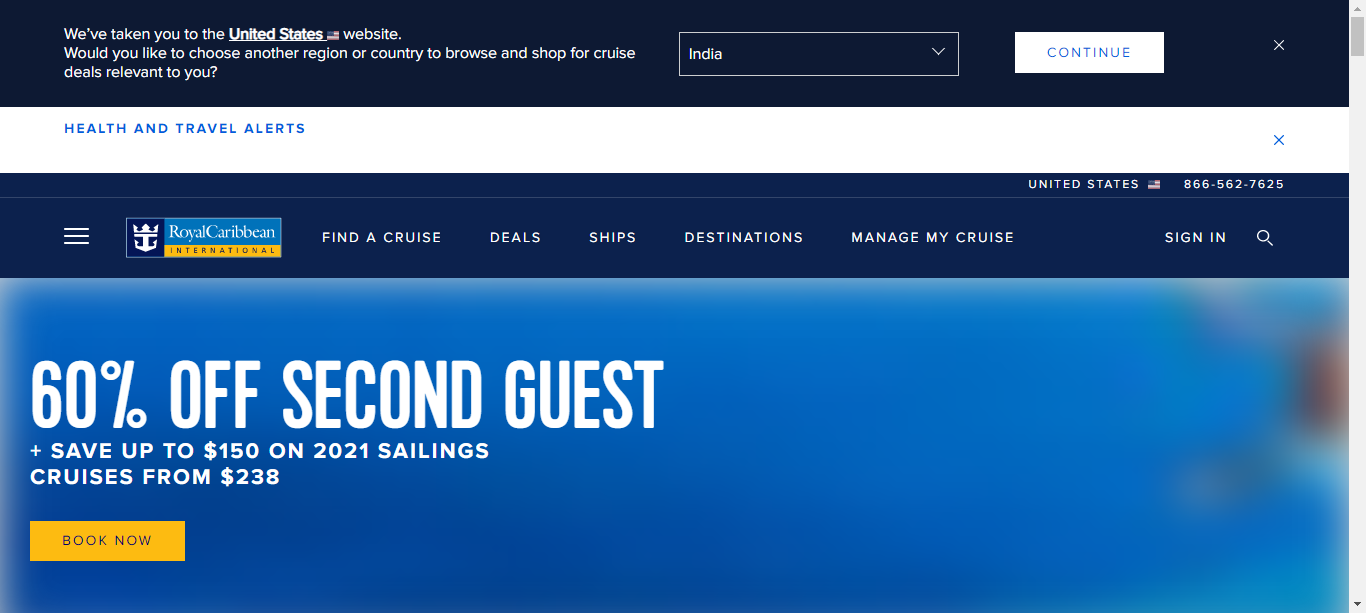 We've taken you to the United States website.
Would you like to choose another region or country to browse and shop for cruise
deals relevant to you?
India
CONTINUE
HEALTH AND TRAVEL ALERTS
UNITED STATES 866-562-7625
RoyalCaribbean
INTERNATIONAL
FIND A CRUISE DEALS SHIPS DESTINATIONS MANAGE MY CRUISE SIGN IN
60% OFF SECOND GUEST
+ SAVE UP TO $150 ON 2021 SAILINGS
CRUISES FROM $238
BOOK NOW